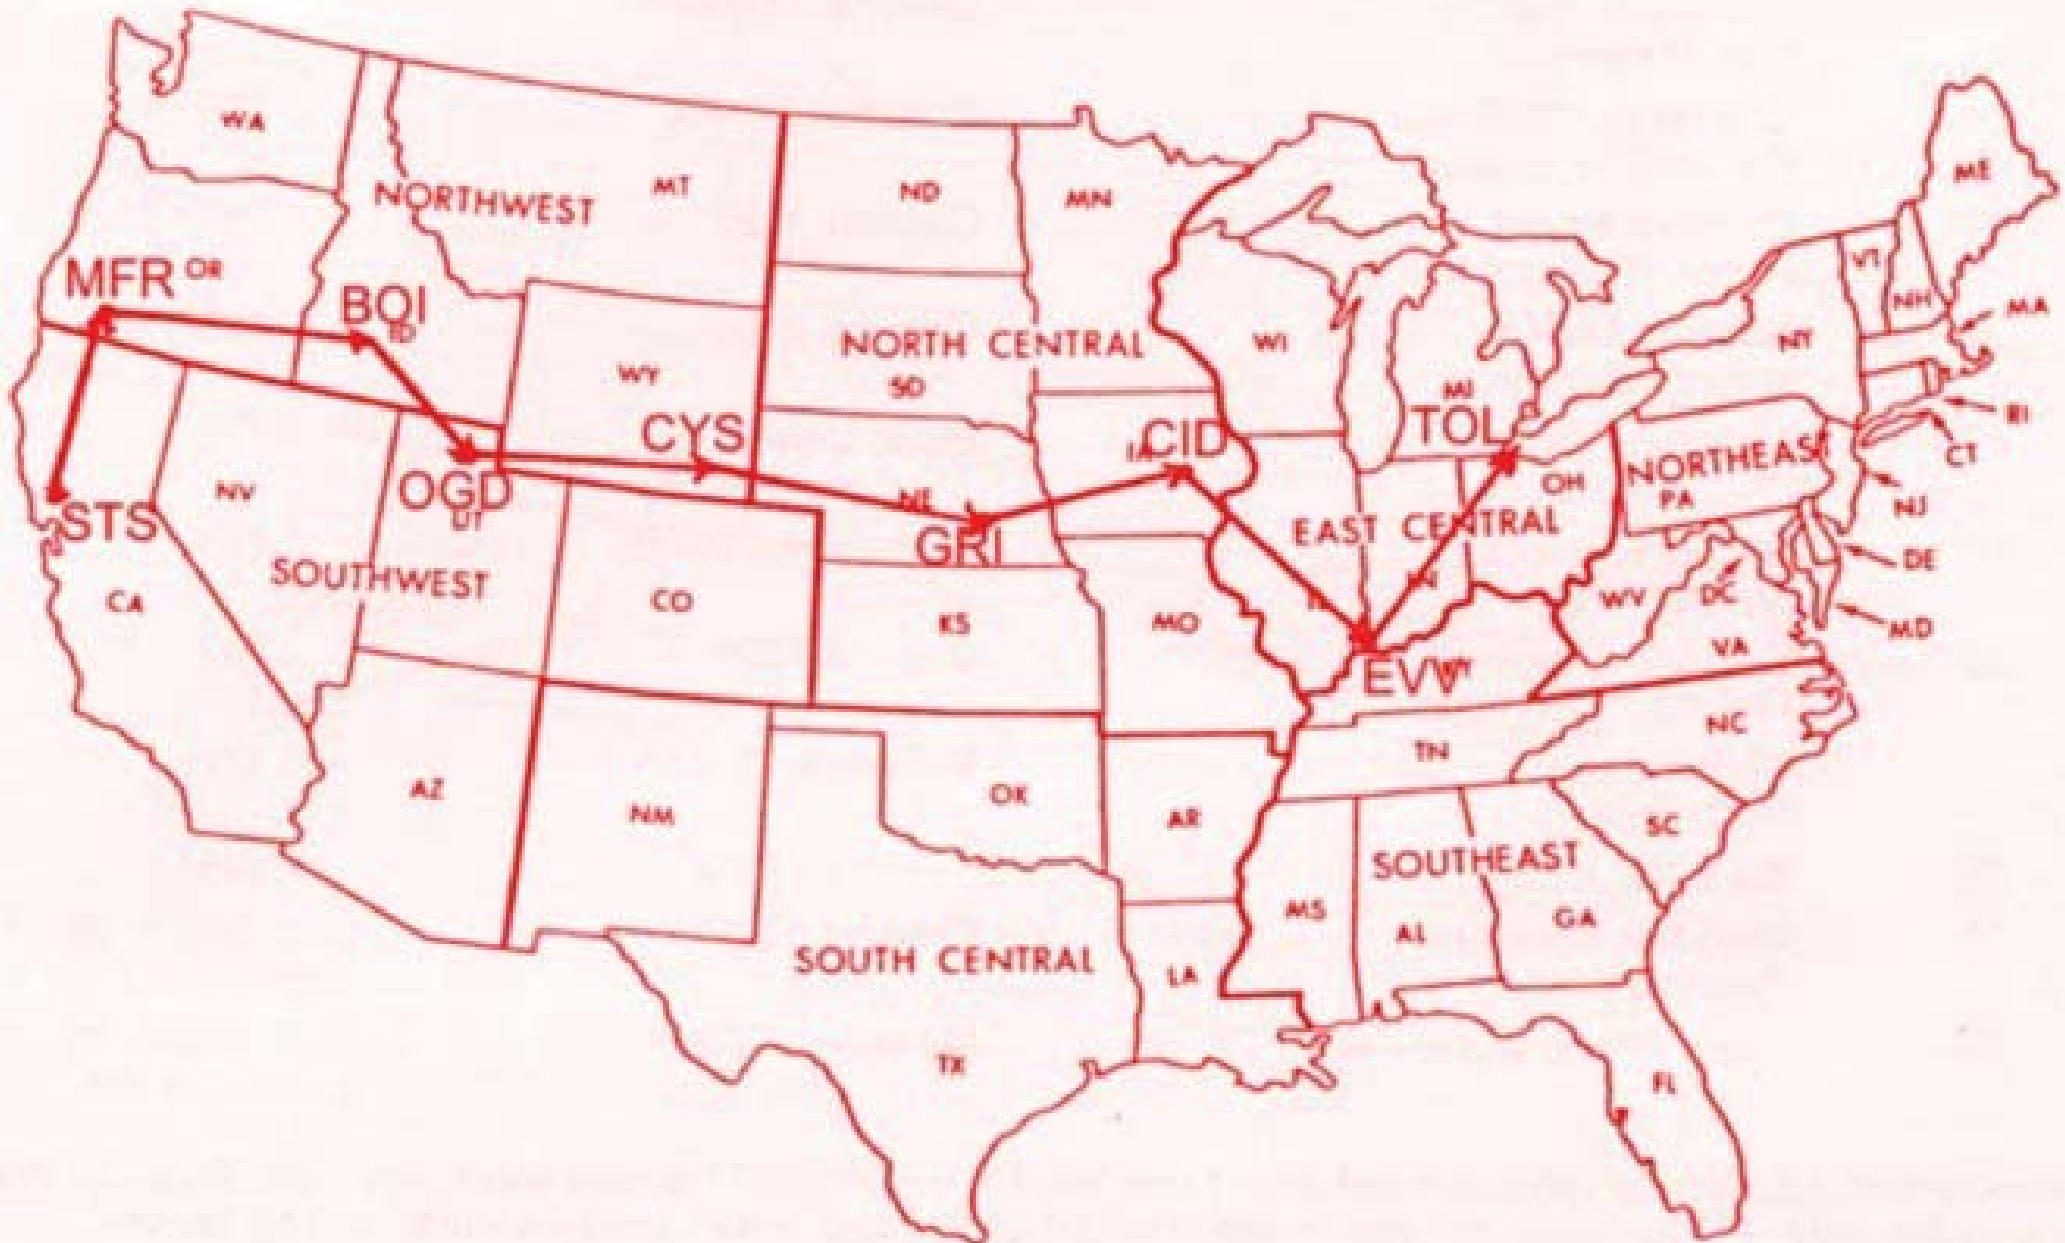 WA
NORTHWEST
MT
ND
MN
ME
MFR
OR
BOI
ID
VT
NH
MA
NORTH CENTRAL
WI
NY
WY
SD
MI
RI
CYS
IA
CID
TOL
CT
NORTHEAST
PA
OH
NV
OGD
UT
NE
NJ
STS
GRI
EAST CENTRAL
DE
SOUTHWEST
CA
CO
KS
MO
IL
IN
WV
DC
MD
VA
EVV
KY
NC
TN
AZ
NM
OK
AR
SC
SOUTHEAST
MS
AL
GA
SOUTH CENTRAL
LA
TX
FL